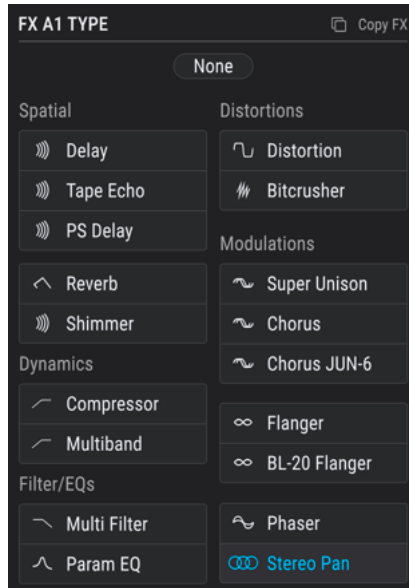 FX A1 TYPE
Copy FX
None
Spatial
Delay
Tape Echo
PS Delay
Reverb
Shimmer
Dynamics
Compressor
Multiband
Filter/EQs
Multi Filter
Param EQ
Distortions
Distortion
Bitcrusher
Modulations
Super Unison
Chorus
Chorus JUN-6
Flanger
BL-20 Flanger
Phaser
Stereo Pan